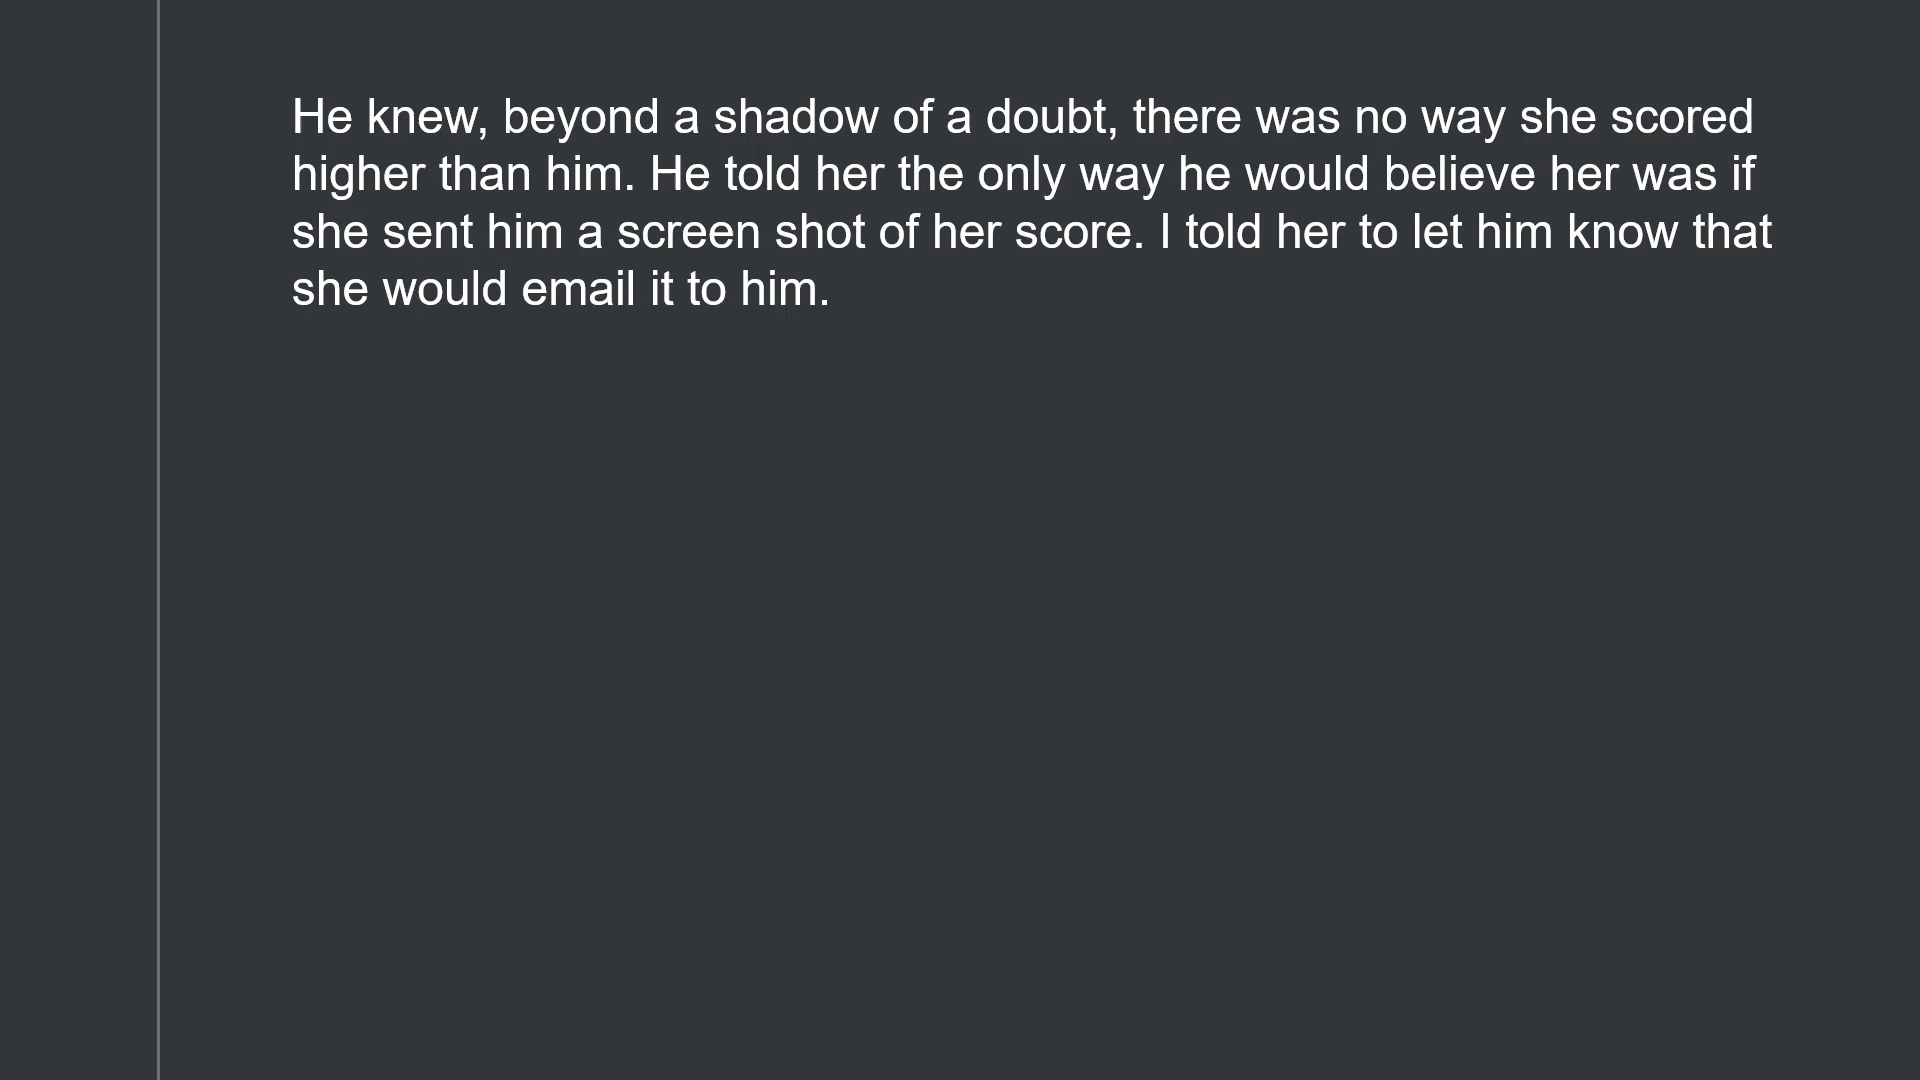 He knew, beyond a shadow of a doubt, there was no way she scored
higher than him. He told her the only way he would believe her was if
she sent him a screen shot of her score. I told her to let him know that
she would email it to him.